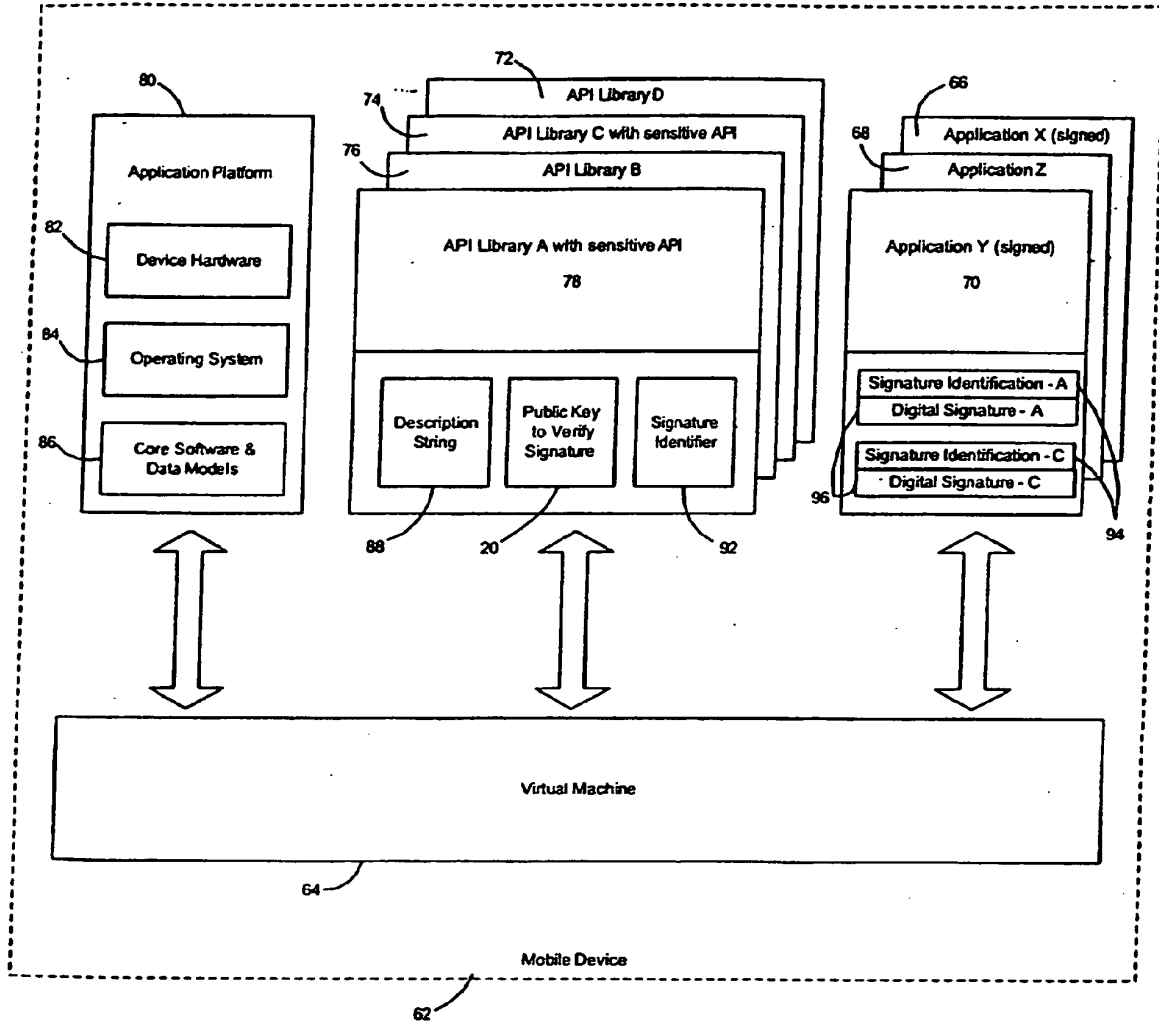 72
80
API Library D
66
74
API Library C with sensitive API
Application X (signed)
76
68
API Library B
Application Z
Application Platform
82
Device Hardware
API Library A with sensitive API
78
Application Y (signed)
70
84
Operating System
Signature Identification - A
Digital Signature - A
Description
String
Public Key
to Verify
Signature
Signature
Identifier
86
Core Software &
Data Models
Signature Identification - C
Digital Signature - C
96
94
88
20
92
Virtual Machine
64
Mobile Device
62